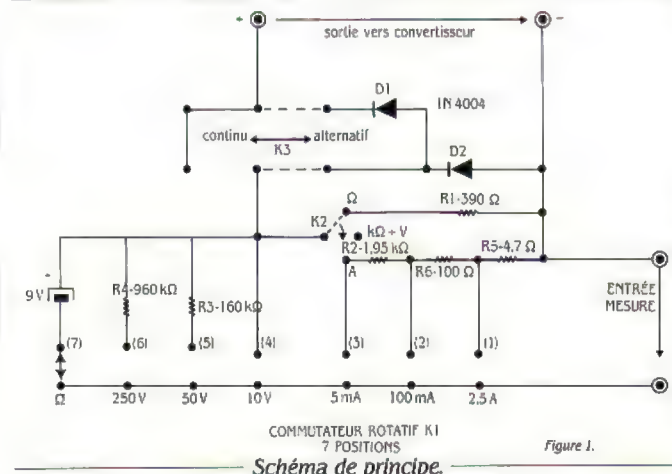 + sortie vers convertisseur −
D1 1N 4004
continu alternatif
K3
D2
Ω R1-390 Ω
K2 kΩ + V
R2-1,95 kΩ R5-4,7 Ω
A R6-100 Ω
+
9V R4-960 kΩ R3-160 kΩ
ENTRÉE
MESURE
(7) (6) (5) (4) (3) (2) (1)
Ω 250 V 50 V 10 V 5 mA 100 mA 2.5 A
COMMUTATEUR ROTATIF K1
7 POSITIONS
Figure 1.
Schéma de principe.